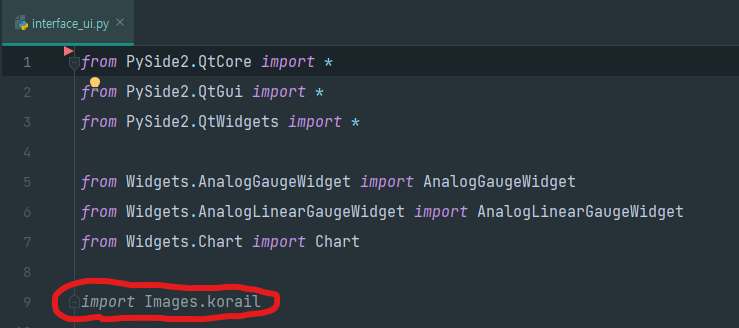 interface_ui.py
1 from PySide2.QtCore import *
2 from PySide2.QtGui import *
3 from PySide2.QtWidgets import *
4
5 from Widgets.AnalogGaugeWidget import AnalogGaugeWidget
6 from Widgets.AnalogLinearGaugeWidget import AnalogLinearGaugeWidget
7 from Widgets.Chart import Chart
8
9 import Images.korail